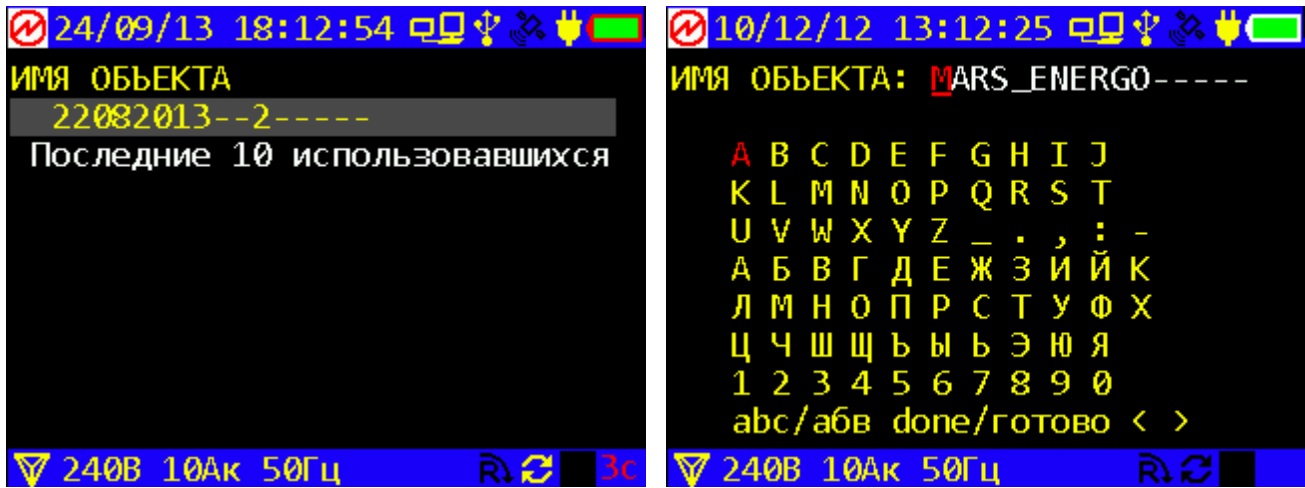 24/09/13 18:12:54
ИМЯ ОБЬЕКТА
22082013--2-----
Последние 10 использовавшихся
240В 10Ак 50Гц R 3с
10/12/12 13:12:25
ИМЯ ОБЬЕКТА: MARS_ENERGO-----
A B C D E F G H I J
K L M N O P Q R S T
U V W X Y Z _ . , : -
А Б В Г Д Е Ж З И Й К
Л М Н О П Р С Т У Ф Х
Ц Ч Ш Щ Ъ Ы Ь Э Ю Я
1 2 3 4 5 6 7 8 9 0
abc/абв done/готово < >
240В 10Ак 50Гц R